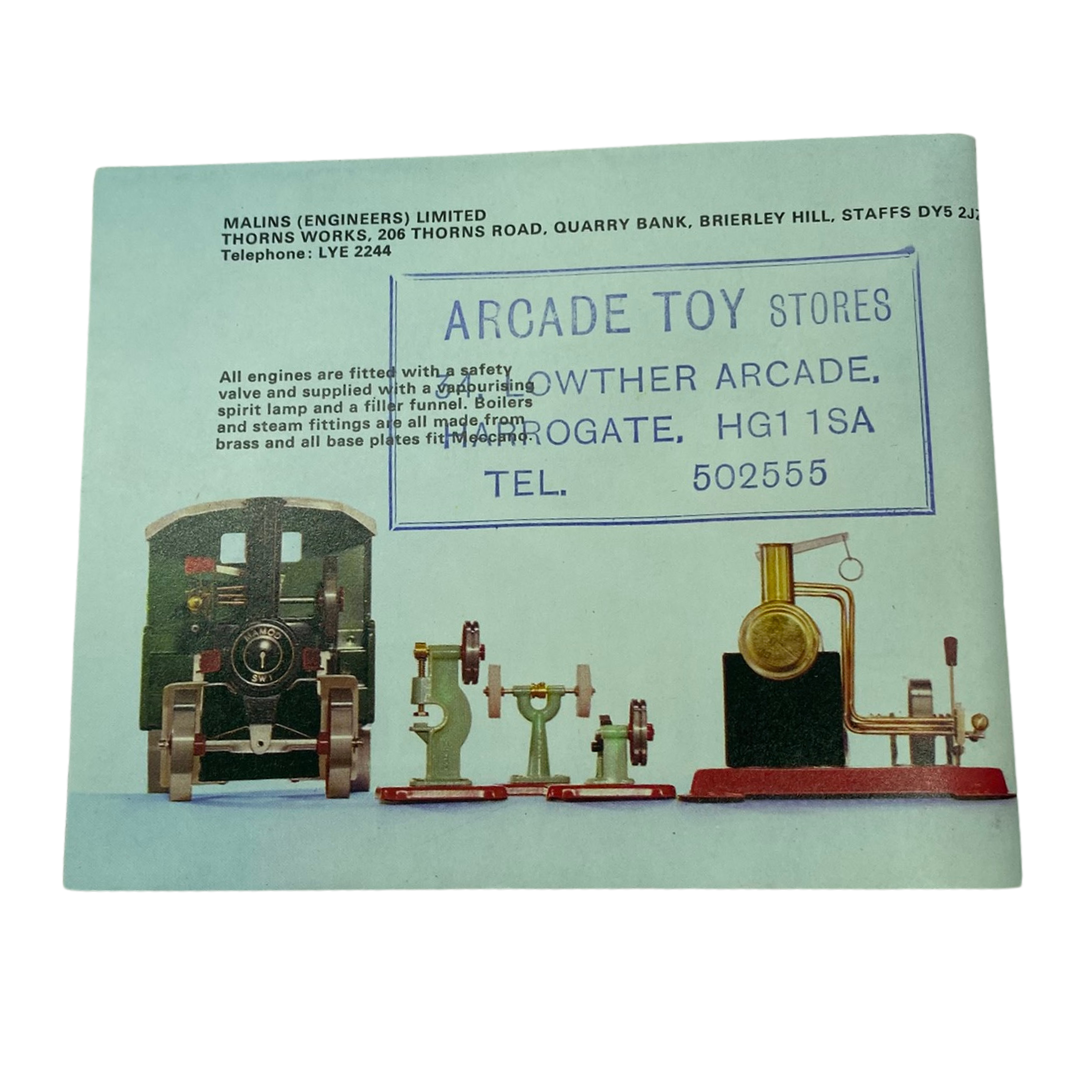 MALINS (ENGINEERS) LIMITED
THORNS WORKS, 206 THORNS ROAD, QUARRY BANK, BRIERLEY HILL, STAFFS DY5 2JZ
Telephone: LYE 2244
ARCADE TOY STORES
34, LOWTHER ARCADE,
HARROGATE, HG1 1SA
TEL. 502555
All engines are fitted with a safety
valve and supplied with a vapourising
spirit lamp and a filler funnel. Boilers
and steam fittings are all made from
brass and all base plates fit Meccano.
MAMOD
SW1